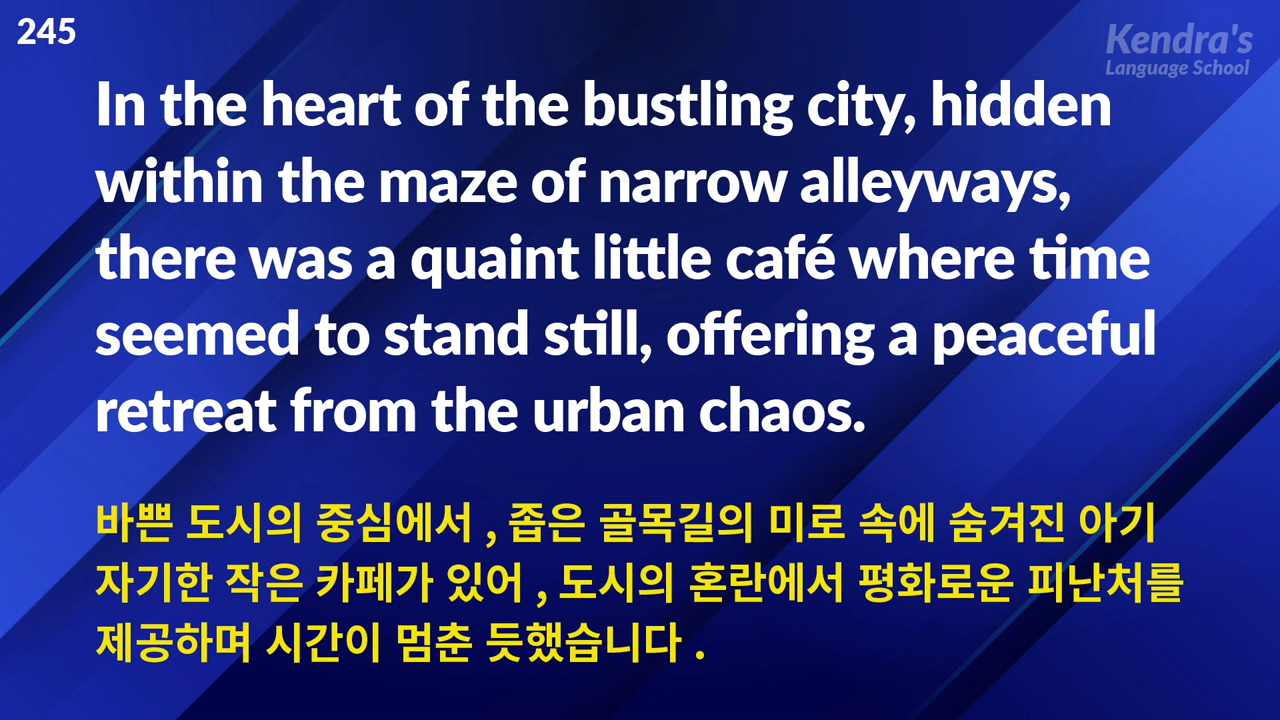 245
Kendra's
Language School
In the heart of the bustling city, hidden
within the maze of narrow alleyways,
there was a quaint little café where time
seemed to stand still, offering a peaceful
retreat from the urban chaos.
바쁜 도시의 중심에서 , 좁은 골목길의 미로 속에 숨겨진 아기
자기한 작은 카페가 있어 , 도시의 혼란에서 평화로운 피난처를
제공하며 시간이 멈춘 듯했습니다 .